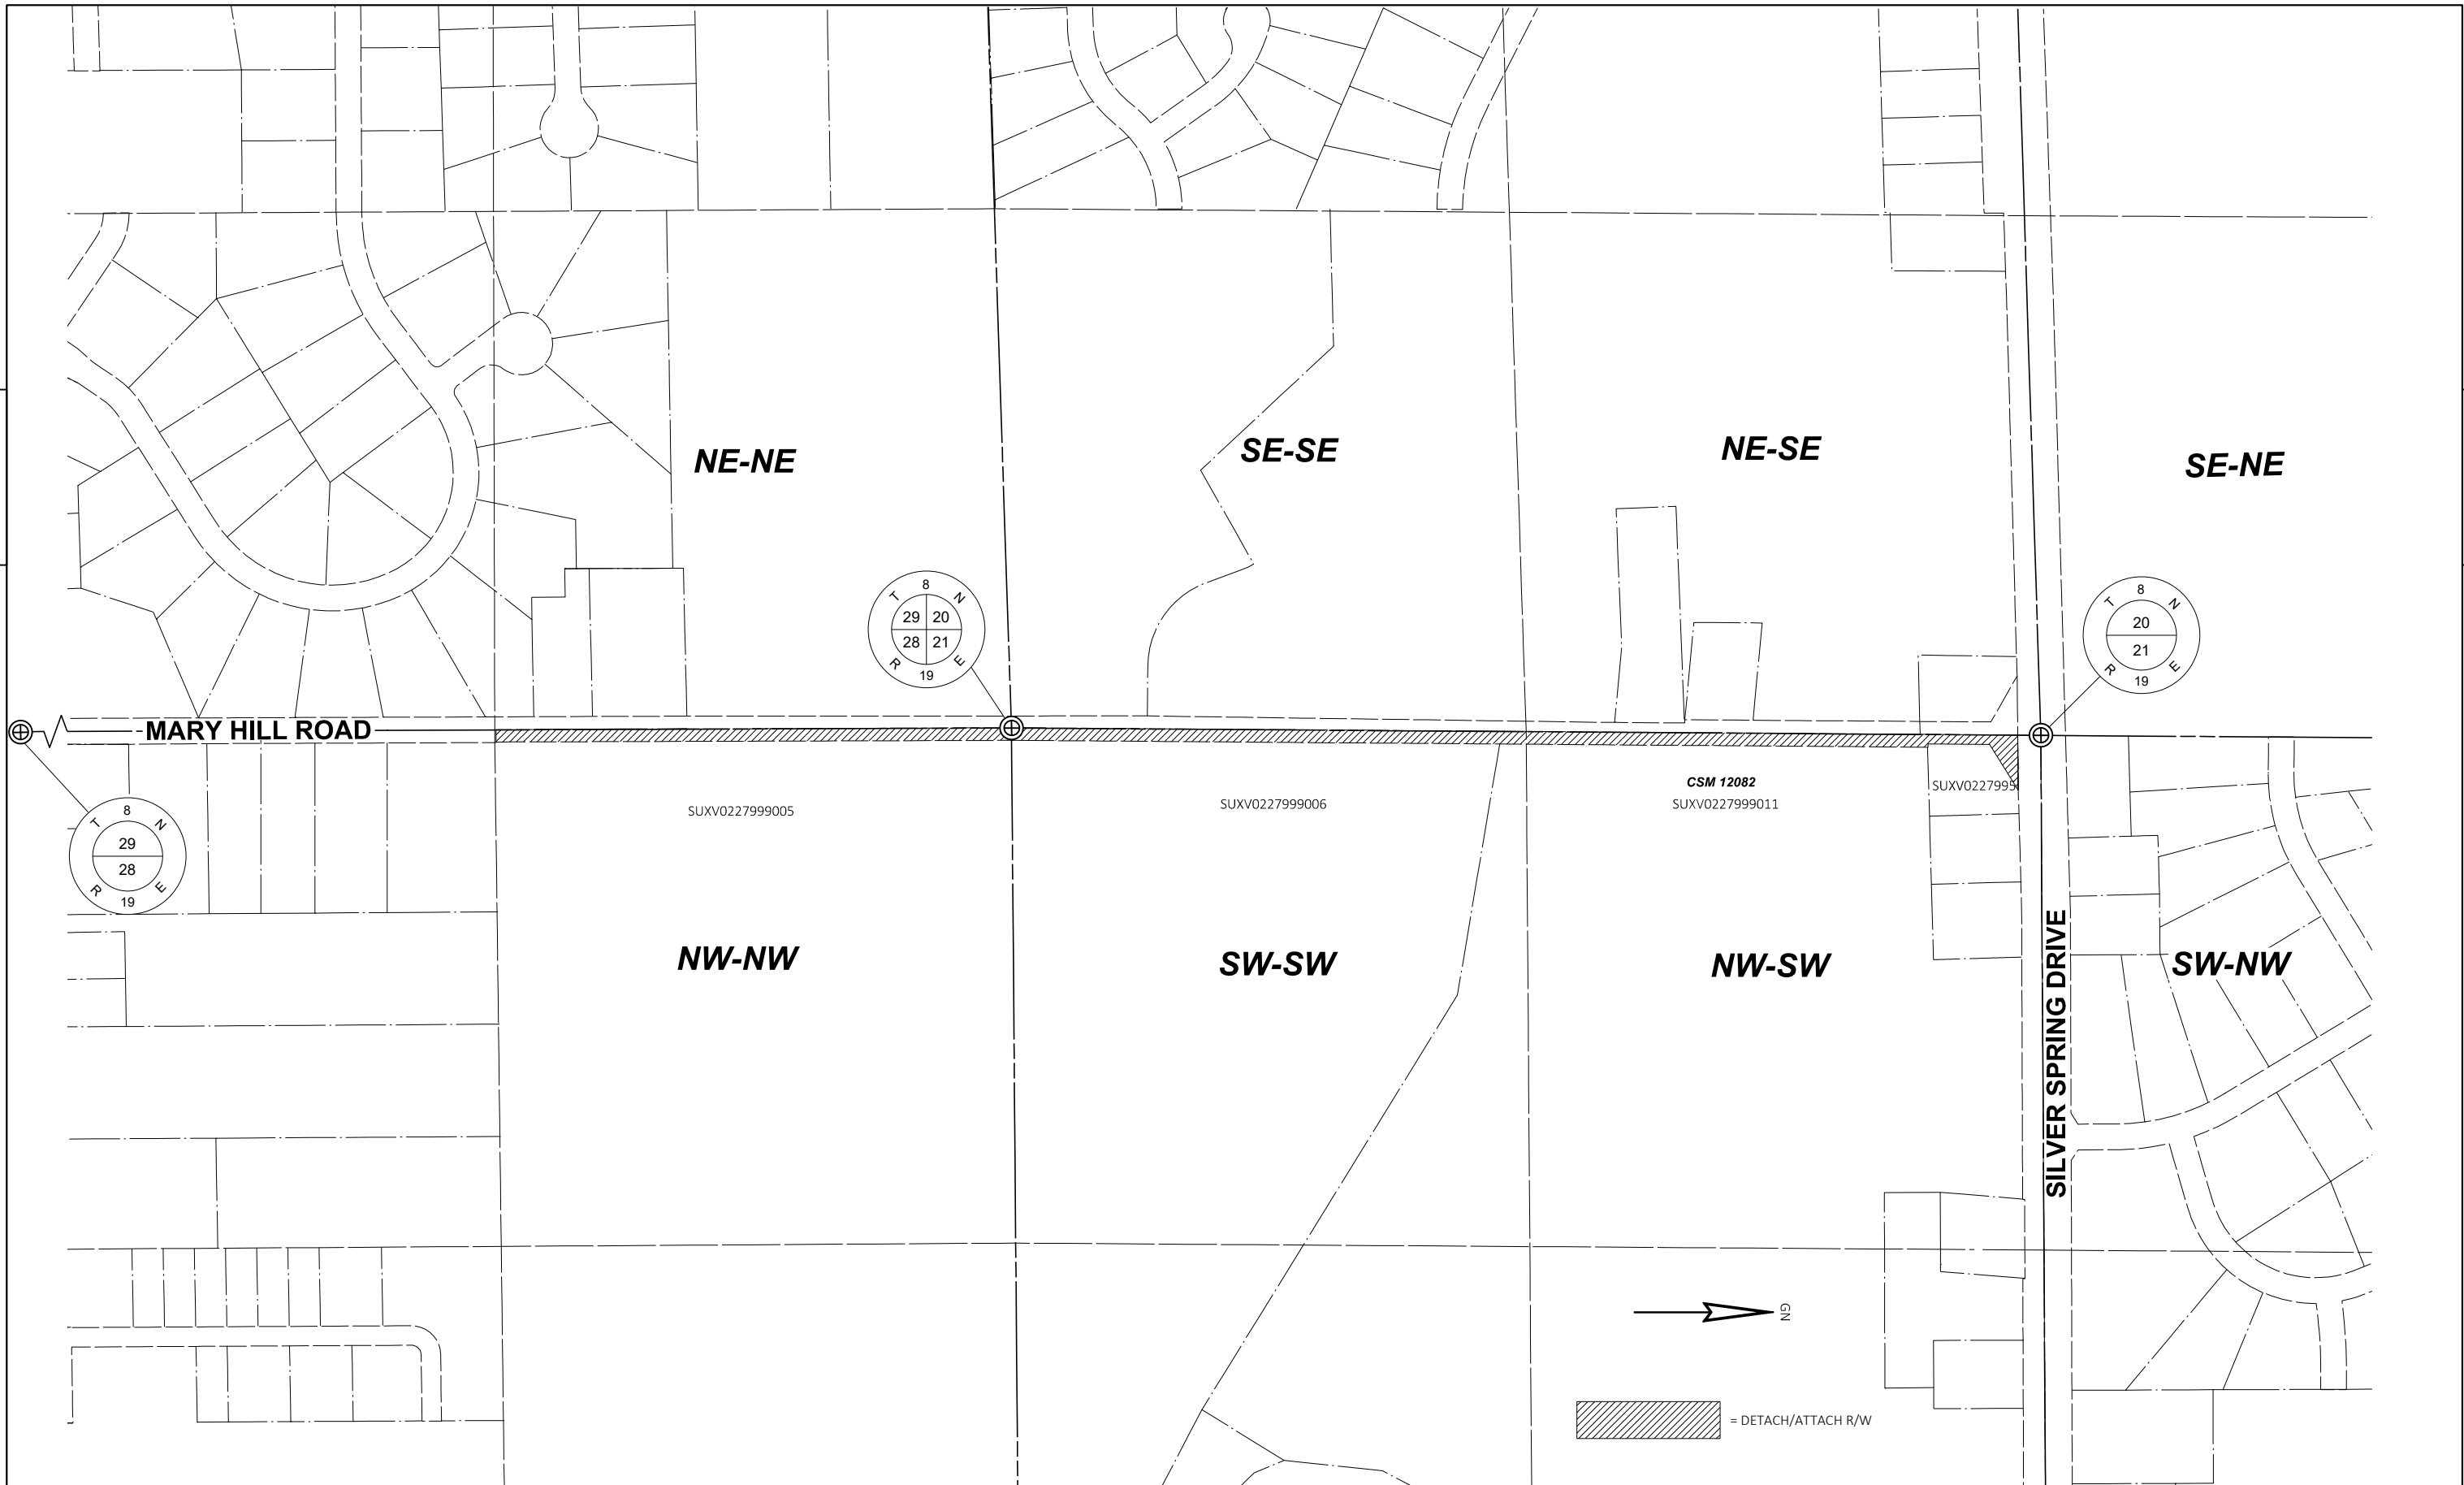 NE-NE
SE-SE
NE-SE
SE-NE
T 8 N
29 20
28 21
R 19 E
T 8 N
20
21
R 19 E
MARY HILL ROAD
T 8 N
29
28
R 19 E
SUXV0227999005
SUXV0227999006
CSM 12082
SUXV0227999011
SUXV0227995
NW-NW
SW-SW
NW-SW
SILVER SPRING DRIVE
SW-NW
GN
= DETACH/ATTACH R/W